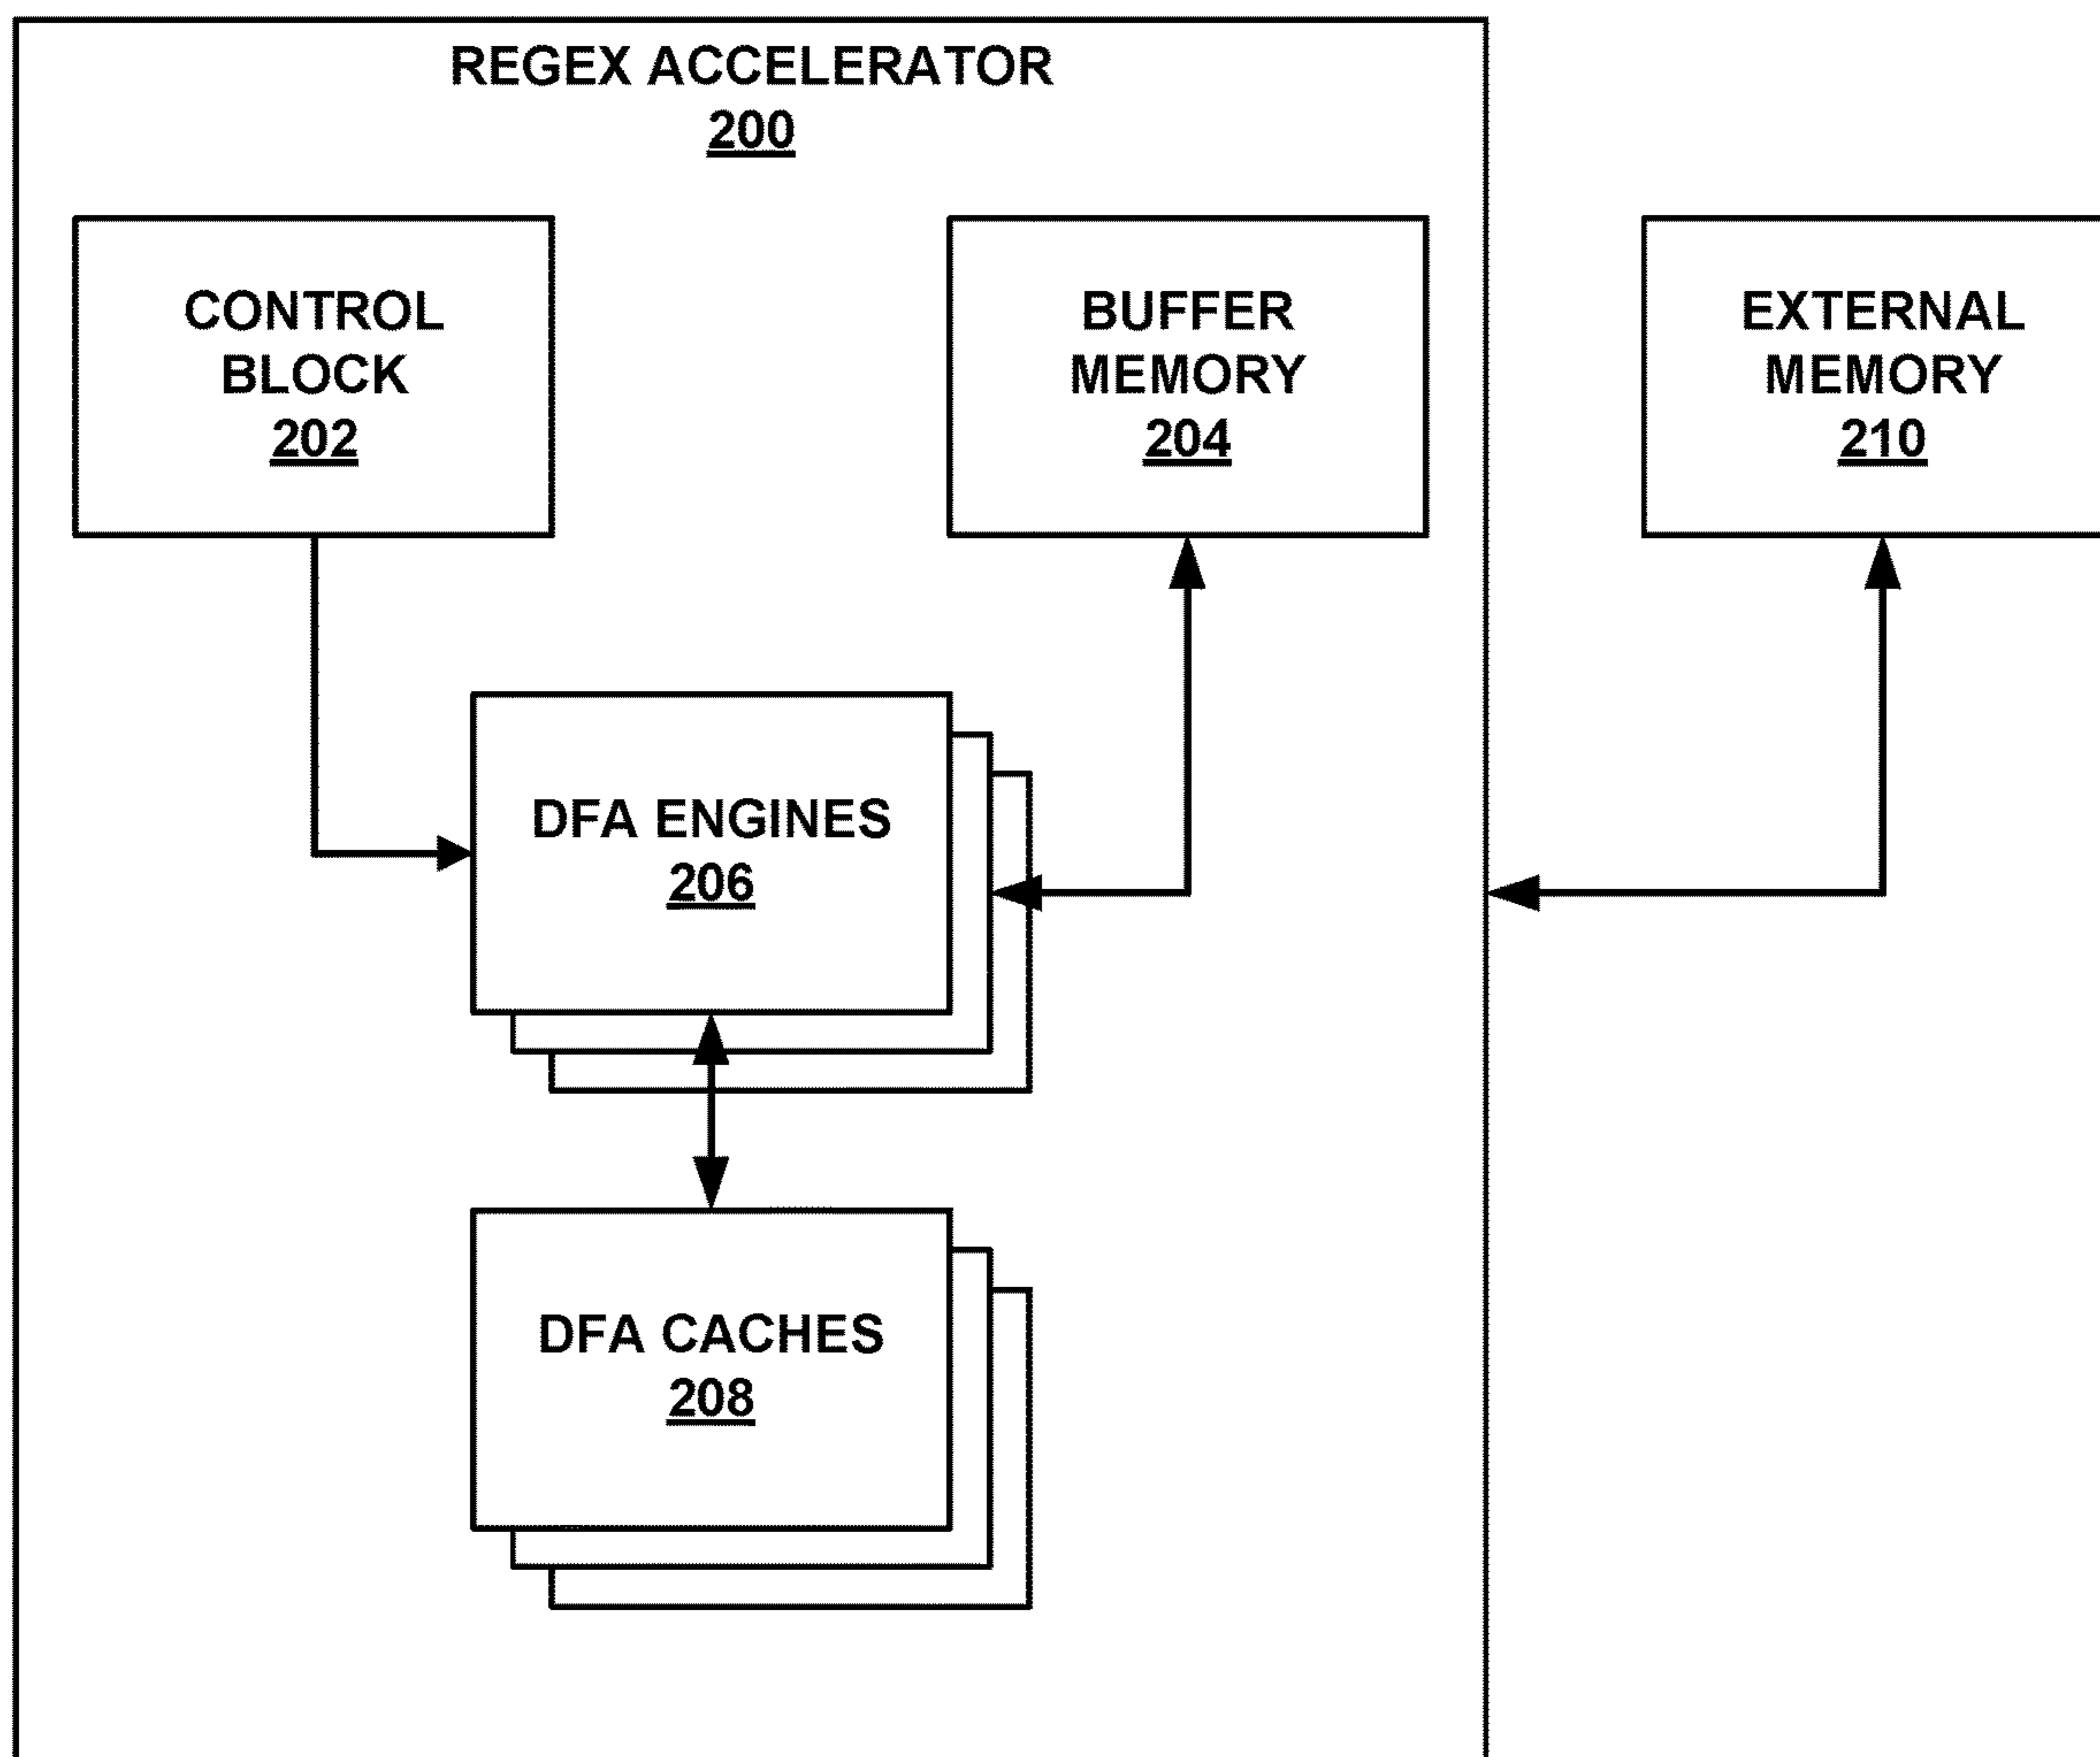 REGEX ACCELERATOR
200
CONTROL
BLOCK
202
BUFFER
MEMORY
204
EXTERNAL
MEMORY
210
DFA ENGINES
206
DFA CACHES
208